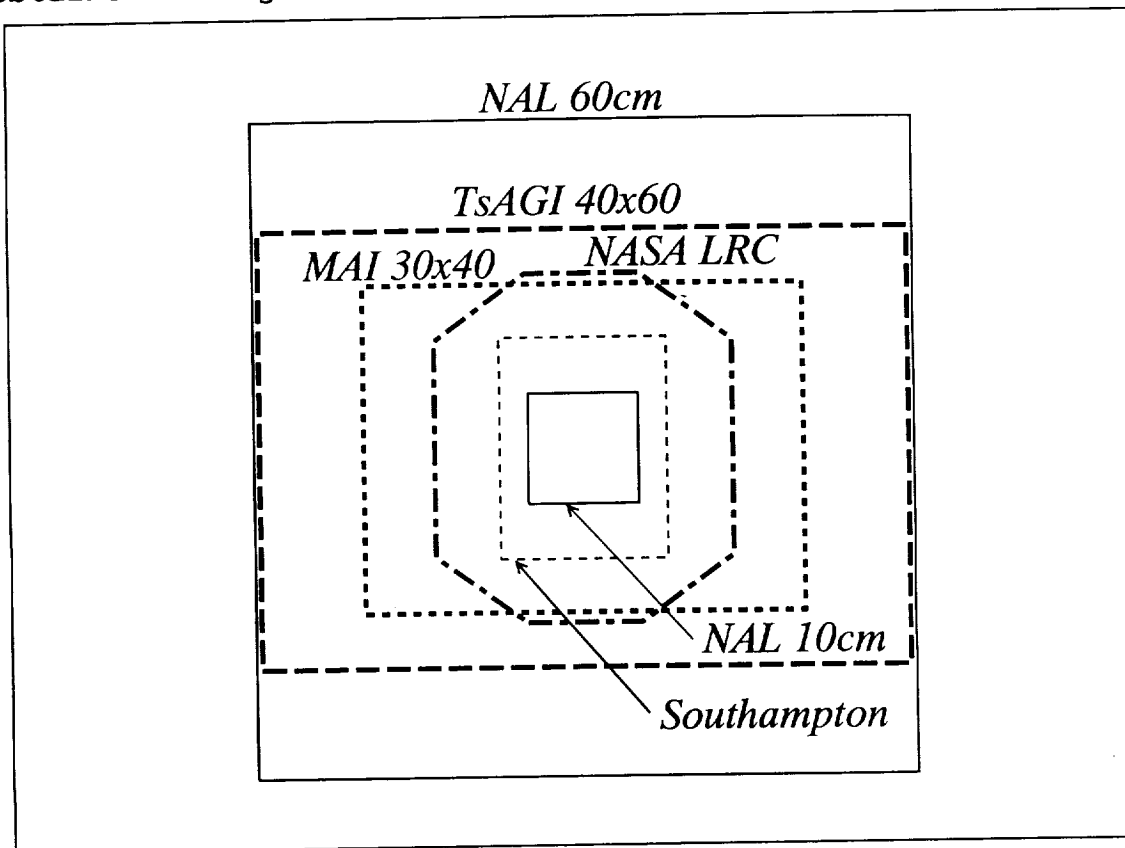 NAL 60cm
TsAGI 40x60
NASA LRC
MAI 30x40
NAL 10cm
Southampton